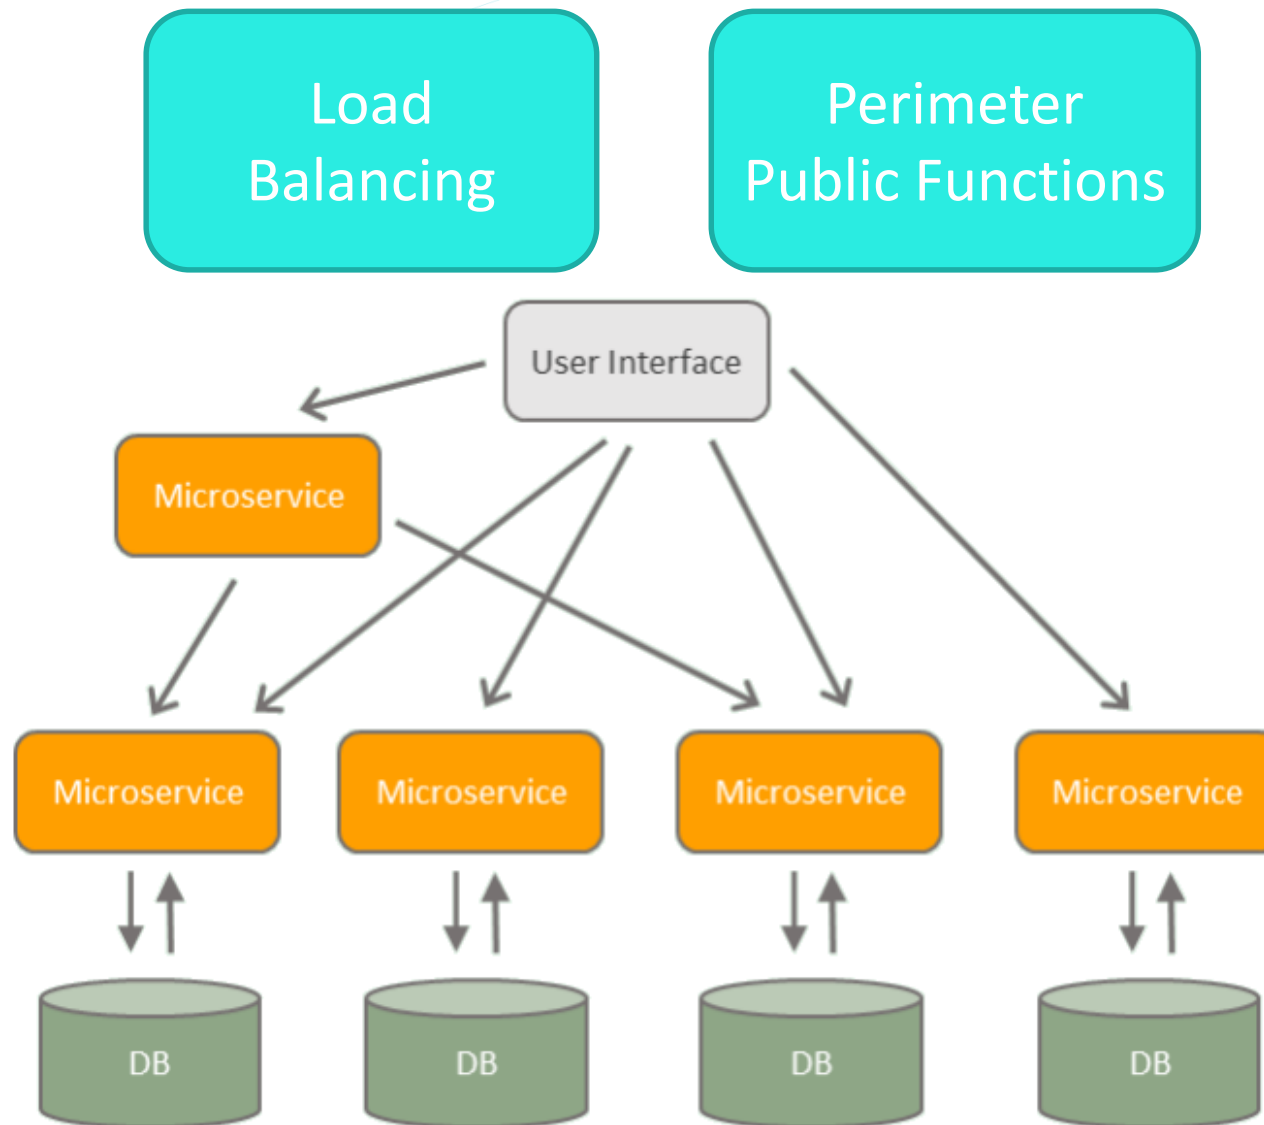 Load
Balancing
Perimeter
Public Functions
User Interface
Microservice
Microservice
Microservice
Microservice
Microservice
DB
DB
DB
DB